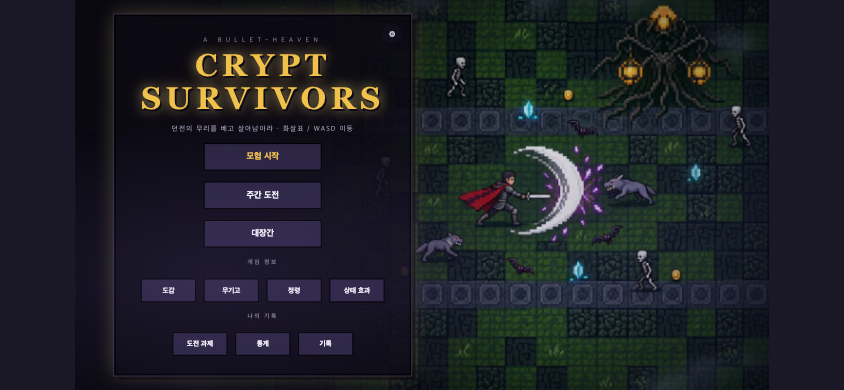 A BULLET-HEAVEN
CRYPT
SURVIVORS
던전의 무리를 베고 살아남아라 · 화살표 / WASD 이동
모험 시작
주간 도전
대장간
게임 정보
도감 무기고 정령 상태 효과
나의 기록
도전 과제 통계 기록